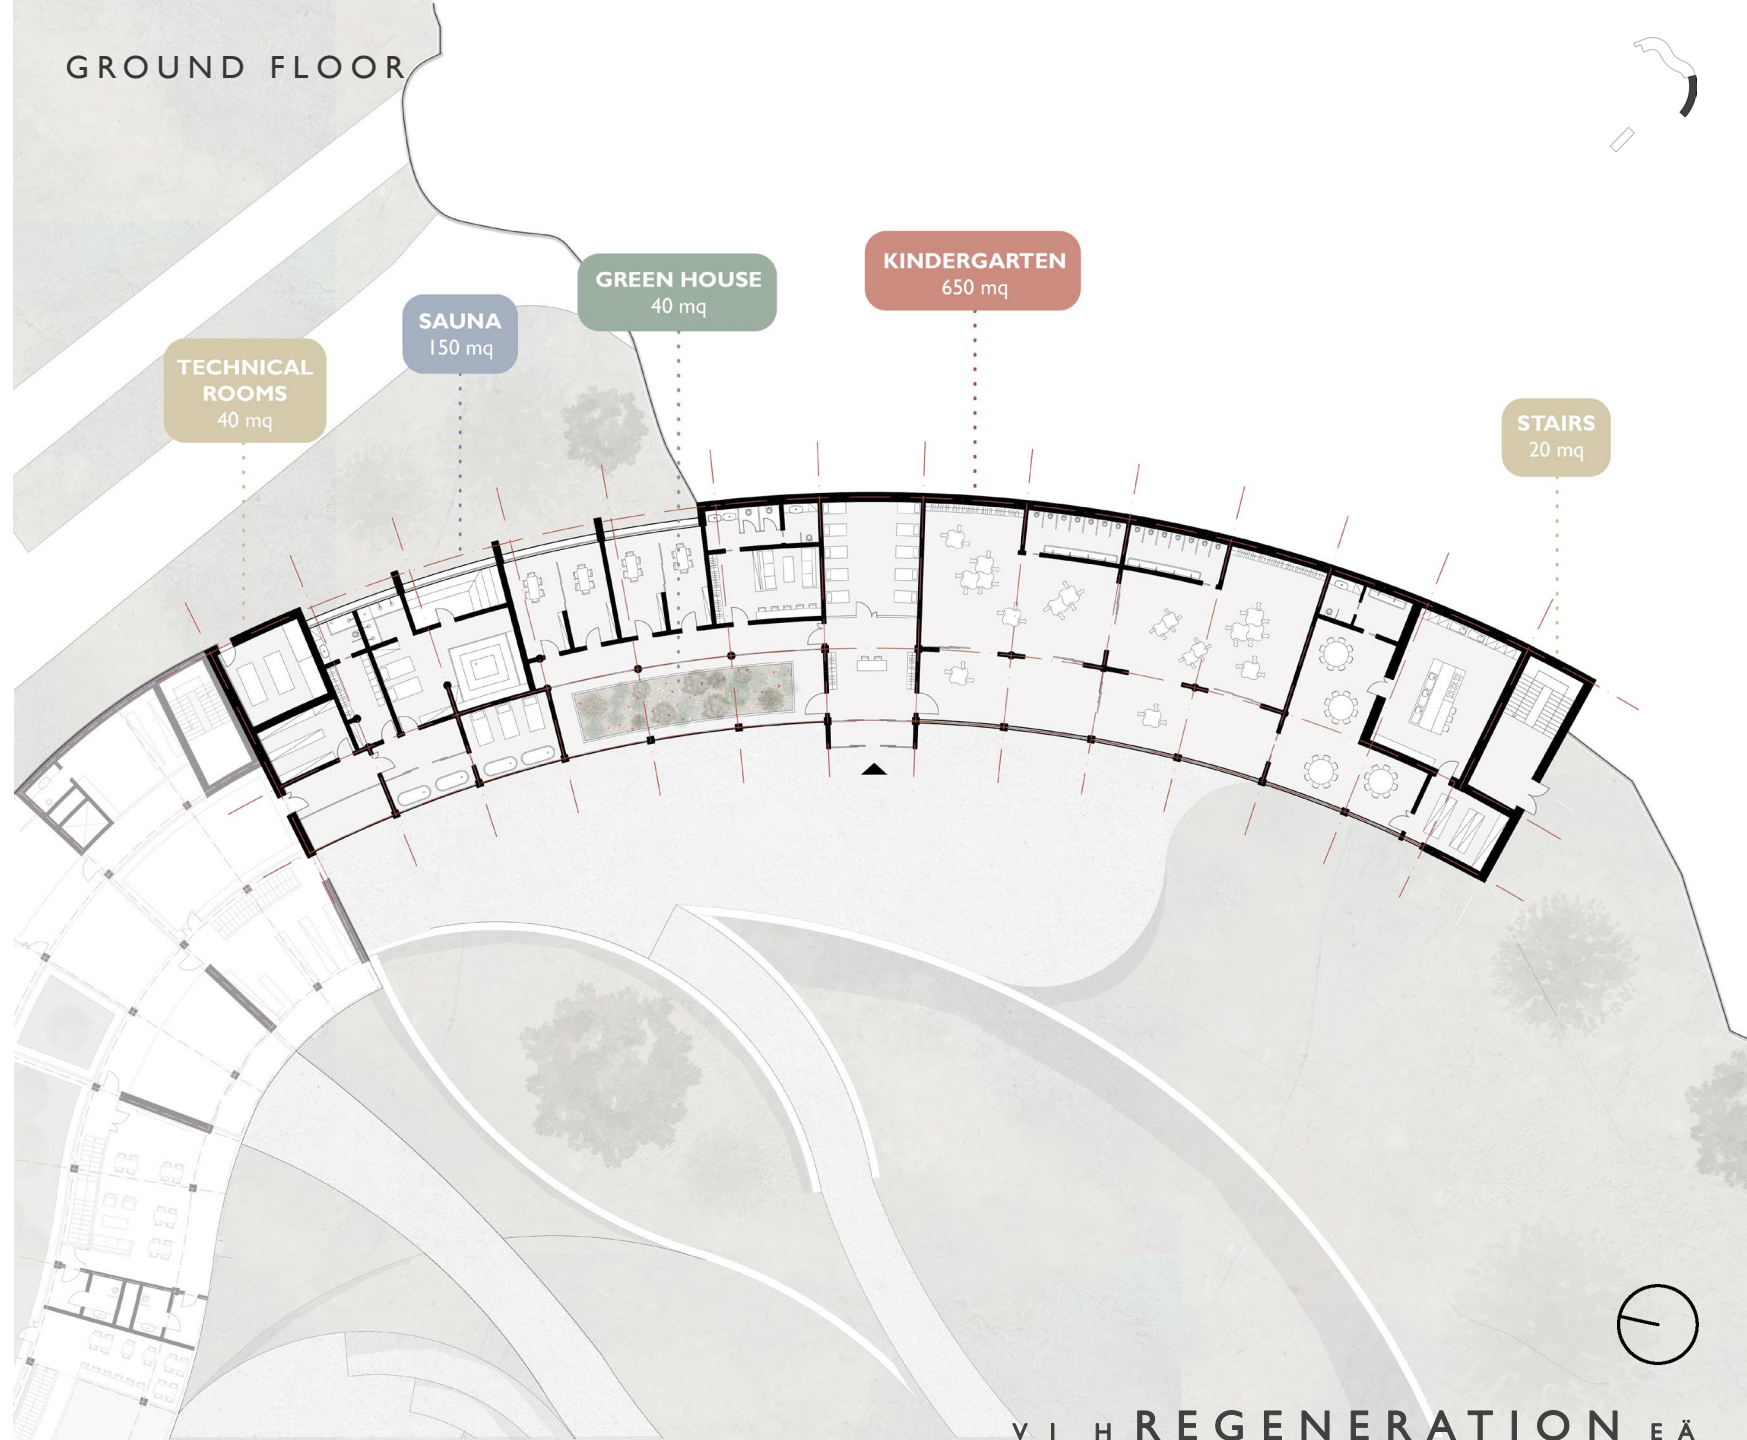 GROUND FLOOR
KINDERGARTEN
650 mq
GREEN HOUSE
40 mq
SAUNA
150 mq
TECHNICAL
ROOMS
40 mq
STAIRS
20 mq
V I H REGENERATION E Ä